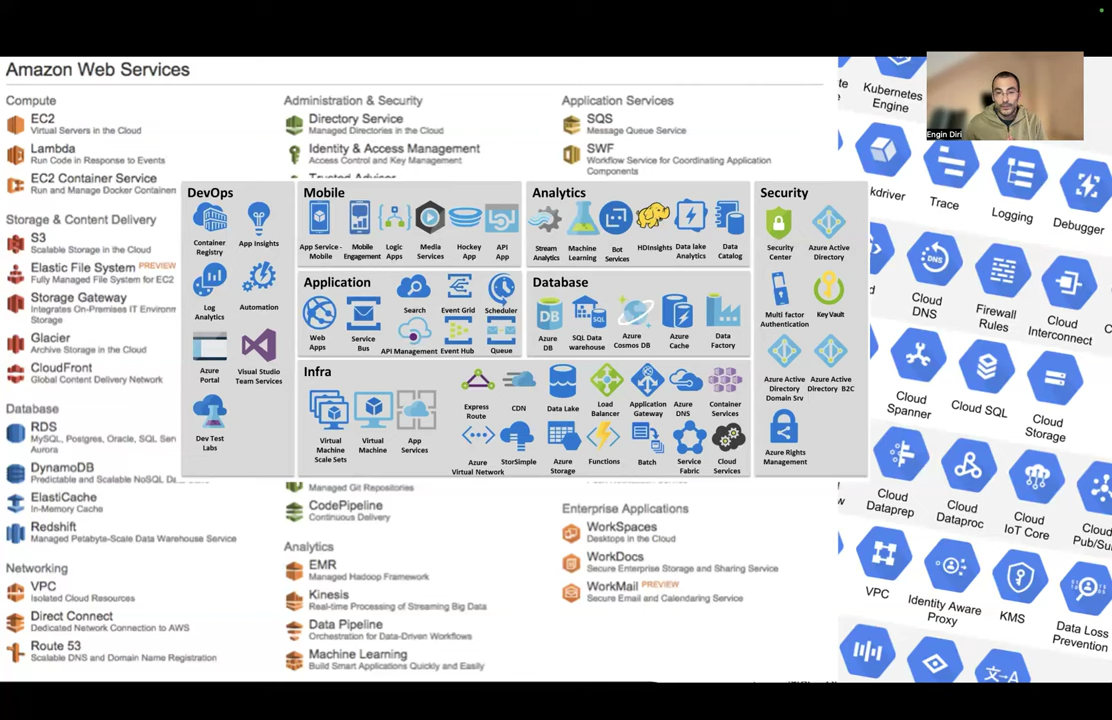 Amazon Web Services
Compute
EC2
Virtual Servers in the Cloud
Lambda
Run Code in Response to Events
EC2 Container Service
Run and Manage Docker Containers
Storage & Content Delivery
S3
Scalable Storage in the Cloud
Elastic File System PREVIEW
Fully Managed File System for EC2
Storage Gateway
Integrates On-Premises IT Environm
Storage
Glacier
Archive Storage in the Cloud
CloudFront
Global Content Delivery Network
Database
RDS
MySQL, Postgres, Oracle, SQL Serv
Aurora
DynamoDB
Predictable and Scalable NoSQL Da
ElastiCache
In-Memory Cache
Redshift
Managed Petabyte-Scale Data Warehouse Service
Networking
VPC
Isolated Cloud Resources
Direct Connect
Dedicated Network Connection to AWS
Route 53
Scalable DNS and Domain Name Registration
Administration & Security
Directory Service
Managed Directories in the Cloud
Identity & Access Management
Access Control and Key Management
Trusted Advisor
Managed Git Repositories
CodePipeline
Continuous Delivery
Analytics
EMR
Managed Hadoop Framework
Kinesis
Real-time Processing of Streaming Big Data
Data Pipeline
Orchestration for Data-Driven Workflows
Machine Learning
Build Smart Applications Quickly and Easily
Application Services
SQS
Message Queue Service
SWF
Workflow Service for Coordinating Application
Components
Enterprise Applications
WorkSpaces
Desktops in the Cloud
WorkDocs
Secure Enterprise Storage and Sharing Service
WorkMail PREVIEW
Secure Email and Calendaring Service
DevOps
Container
Registry
App Insights
Log
Analytics
Automation
Azure
Portal
Visual Studio
Team Services
Dev Test
Labs
Mobile
App Service -
Mobile
Mobile
Engagement
Logic
Apps
Media
Services
Hockey
App
API
App
Application
Web
Apps
Service
Bus
Search
API Management
Event Grid
Event Hub
Scheduler
Queue
Analytics
Stream
Analytics
Machine
Learning
Bot
Services
HDInsights
Data lake
Analytics
Data
Catalog
Database
DB
Azure
DB
SQL
SQL Data
warehouse
Azure
Cosmos DB
Azure
Cache
Data
Factory
Infra
Virtual
Machine
Scale Sets
Virtual
Machine
App
Services
Express
Route
CDN
Data Lake
Load
Balancer
Application
Gateway
Azure
DNS
Container
Services
Azure
Virtual Network
StorSimple
Azure
Storage
Functions
Batch
Service
Fabric
Cloud
Services
Security
Security
Center
Azure Active
Directory
Multi factor
Authentication
Key Vault
Azure Active
Directory
Domain Srv
Azure Active
Directory B2C
Azure Rights
Management
Kubernetes
Engine
kdriver
Trace
Logging
Debugger
DNS
Cloud
DNS
Firewall
Rules
Cloud
Interconnect
Cloud
Spanner
Cloud SQL
Cloud
Storage
Cloud
Dataprep
Cloud
Dataproc
Cloud
IoT Core
Cloud
Pub/Su
VPC
Identity Aware
Proxy
KMS
Data Loss
Prevention
文→A
Engin Diri